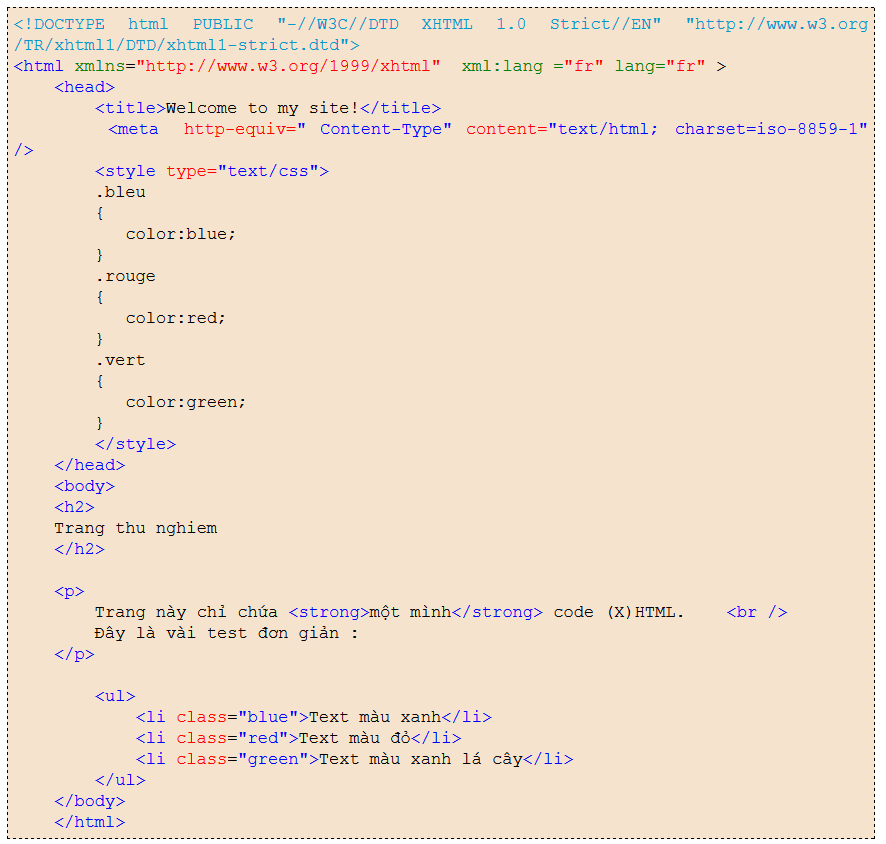 <!DOCTYPE html PUBLIC "-//W3C//DTD XHTML 1.0 Strict//EN" "http://www.w3.org
/TR/xhtml1/DTD/xhtml1-strict.dtd">
<html xmlns="http://www.w3.org/1999/xhtml"  xml:lang ="fr" lang="fr" >
    <head>
        <title>Welcome to my site!</title>
         <meta  http-equiv=" Content-Type" content="text/html; charset=iso-8859-1"
/>
        <style type="text/css">
        .bleu
        {
           color:blue;
        }
        .rouge
        {
           color:red;
        }
        .vert
        {
           color:green;
        }
        </style>
    </head>
    <body>
    <h2>
    Trang thu nghiem
    </h2>

    <p>
        Trang này chỉ chứa <strong>một mình</strong> code (X)HTML.    <br />
        Đây là vài test đơn giản :
    </p>

        <ul>
            <li class="blue">Text màu xanh</li>
            <li class="red">Text màu đỏ</li>
            <li class="green">Text màu xanh lá cây</li>
        </ul>
    </body>
    </html>